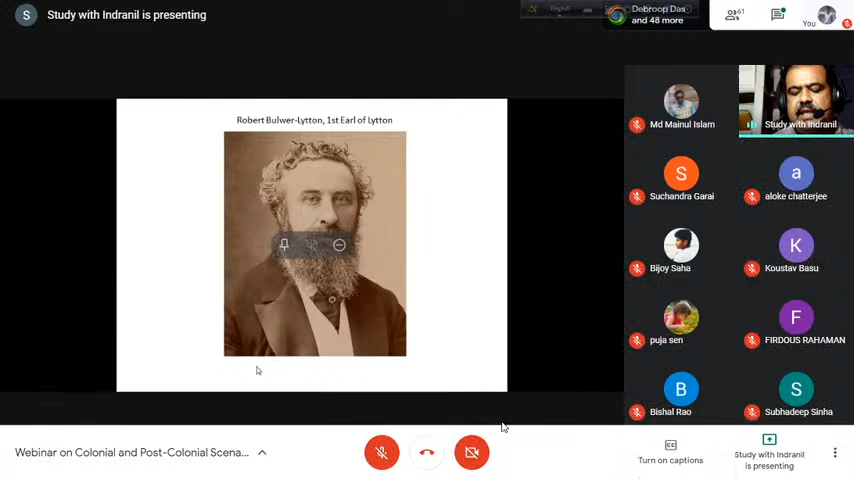 S
Study with Indranil is presenting
English
Debroop Das
and 48 more
61
You
Robert Bulwer-Lytton, 1st Earl of Lytton
Md Mainul Islam
Study with Indranil
S
Suchandra Garai
a
aloke chatterjee
Bijoy Saha
K
Koustav Basu
puja sen
F
FIRDOUS RAHAMAN
B
Bishal Rao
S
Subhadeep Sinha
Webinar on Colonial and Post-Colonial Scena...
Turn on captions
Study with Indranil
is presenting